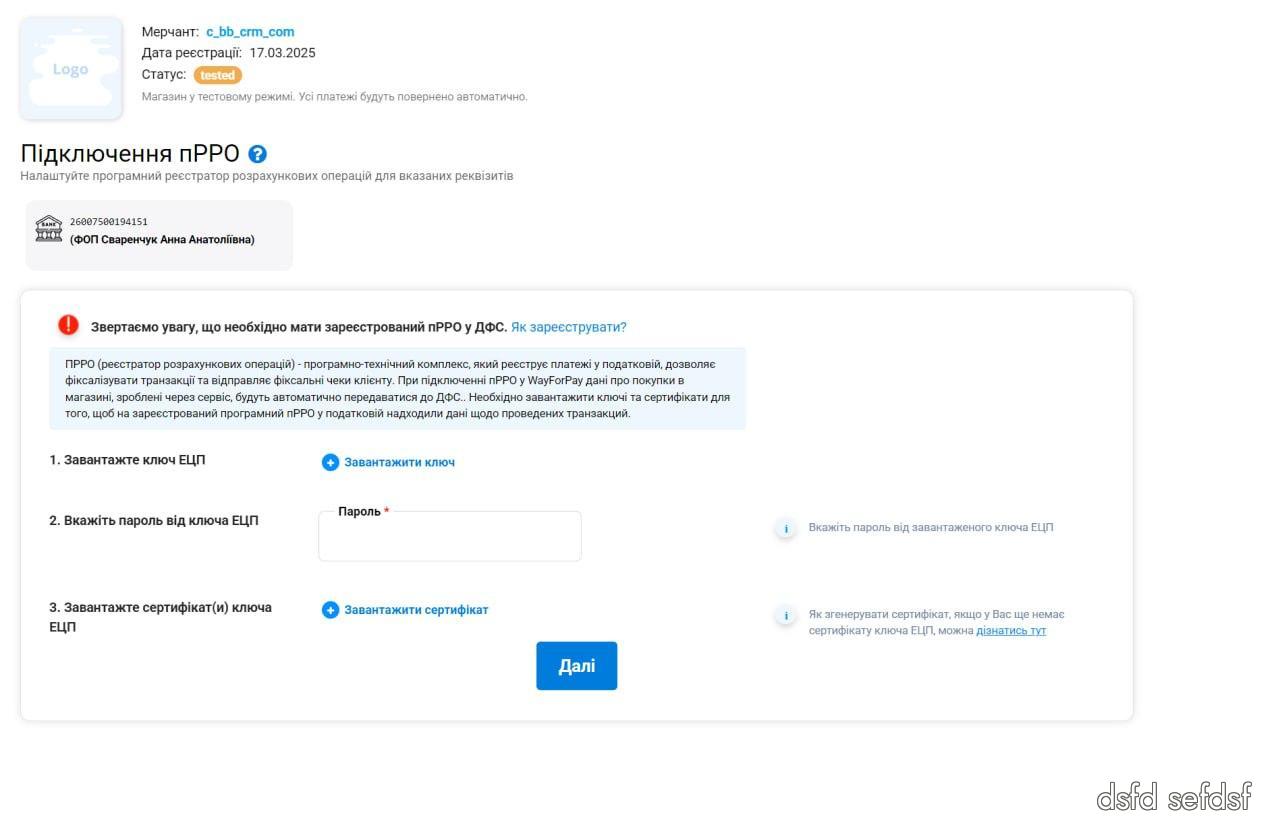 Logo
Мерчант: c_bb_crm_com
Дата реєстрації: 17.03.2025
Статус: tested
Магазин у тестовому режимі. Усі платежі будуть повернено автоматично.
Підключення пРРО ?
Налаштуйте програмний реєстратор розрахункових операцій для вказаних реквізитів
BANK
26007500194151
(ФОП Сваренчук Анна Анатоліївна)
Звертаємо увагу, що необхідно мати зареєстрований пРРО у ДФС. Як зареєструвати?
ПРРО (реєстратор розрахункових операцій) - програмно-технічний комплекс, який реєструє платежі у податковій, дозволяє
фіскалізувати транзакції та відправляє фіксальні чеки клієнту. При підключенні пРРО у WayForPay дані про покупки в
магазині, зроблені через сервіс, будуть автоматично передаватися до ДФС.. Необхідно завантажити ключі та сертифікати для
того, щоб на зареєстрований програмний пРРО у податковій надходили дані щодо проведених транзакцій.
1. Завантажте ключ ЕЦП
Завантажити ключ
2. Вкажіть пароль від ключа ЕЦП
Пароль *
Вкажіть пароль від завантаженого ключа ЕЦП
3. Завантажте сертифікат(и) ключа
ЕЦП
Завантажити сертифікат
Як згенерувати сертифікат, якщо у Вас ще немає
сертифікату ключа ЕЦП, можна дізнатись тут
Далі
dsfd sefdsf